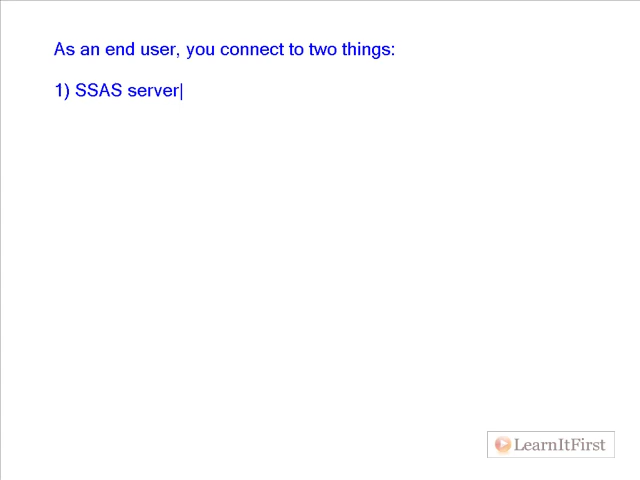 As an end user, you connect to two things:
1) SSAS server
LearnItFirst